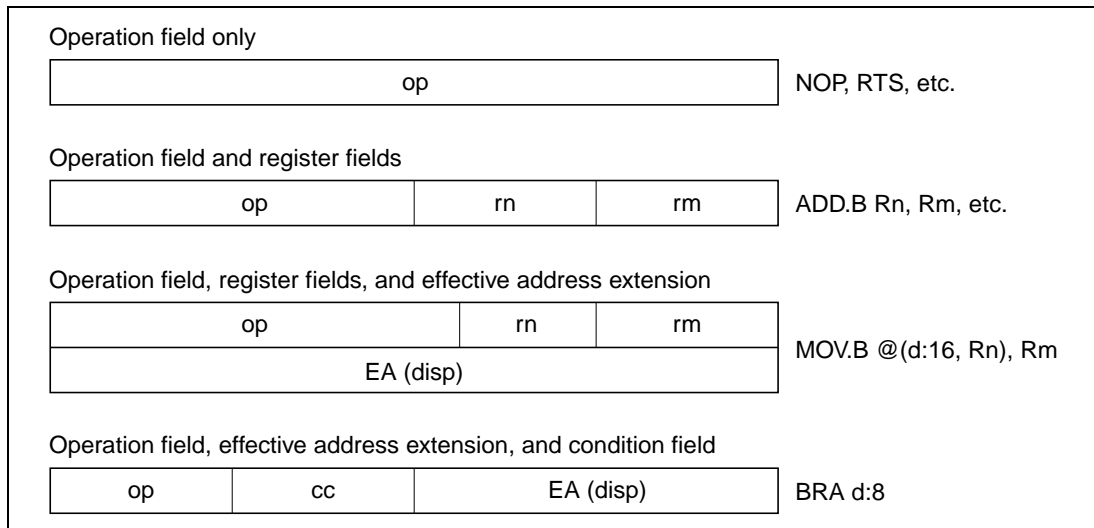 Operation field only
op
NOP, RTS, etc.
Operation field and register fields
op rn rm
ADD.B Rn, Rm, etc.
Operation field, register fields, and effective address extension
op rn rm
EA (disp)
MOV.B @(d:16, Rn), Rm
Operation field, effective address extension, and condition field
op cc EA (disp)
BRA d:8